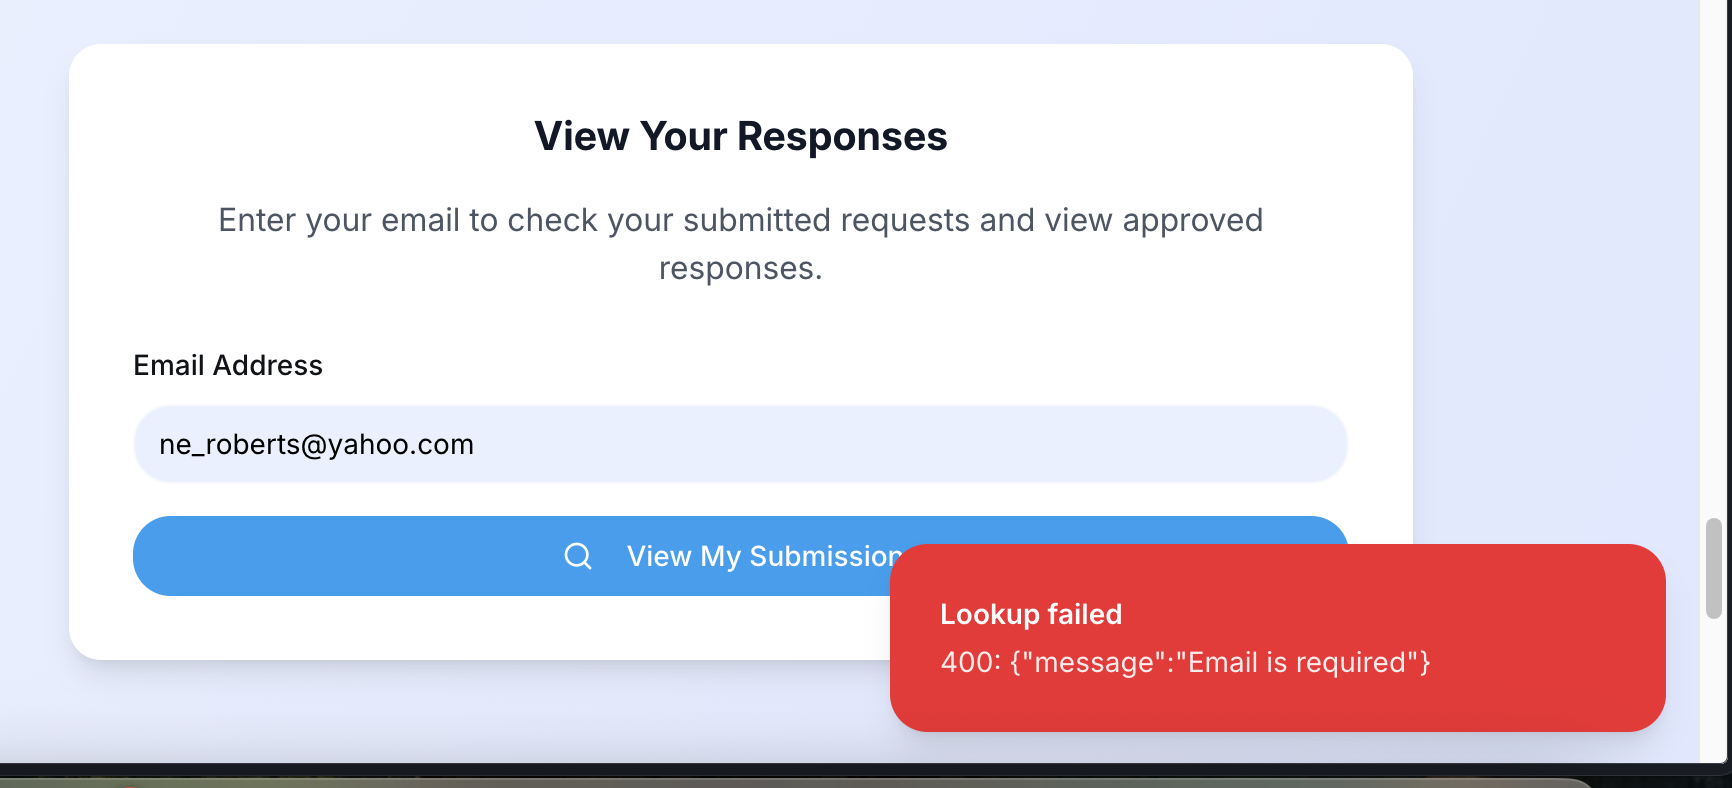 View Your Responses
Enter your email to check your submitted requests and view approved
responses.
Email Address
ne_roberts@yahoo.com
View My Submission
Lookup failed
400: {"message":"Email is required"}